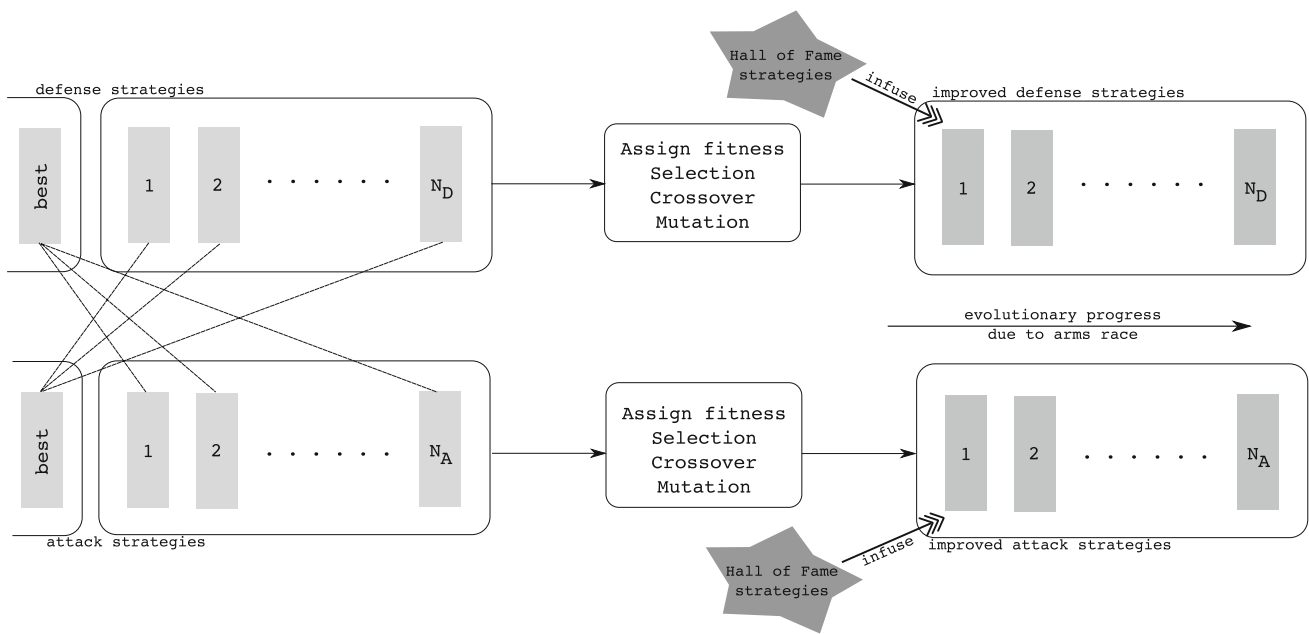 Hall of Fame
strategies
infuse
defense strategies
improved defense strategies
best
1
2
. . . . . .
N_D
Assign fitness
Selection
Crossover
Mutation
1
2
. . . . . .
N_D
evolutionary progress
due to arms race
best
1
2
. . . . . .
N_A
Assign fitness
Selection
Crossover
Mutation
1
2
. . . . . .
N_A
attack strategies
infuse
improved attack strategies
Hall of Fame
strategies